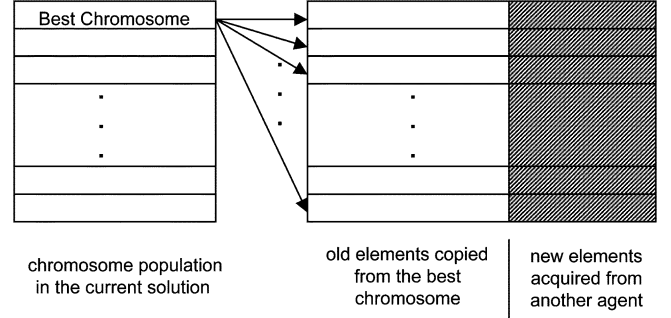 Best Chromosome
chromosome population
in the current solution
old elements copied
from the best
chromosome
new elements
acquired from
another agent